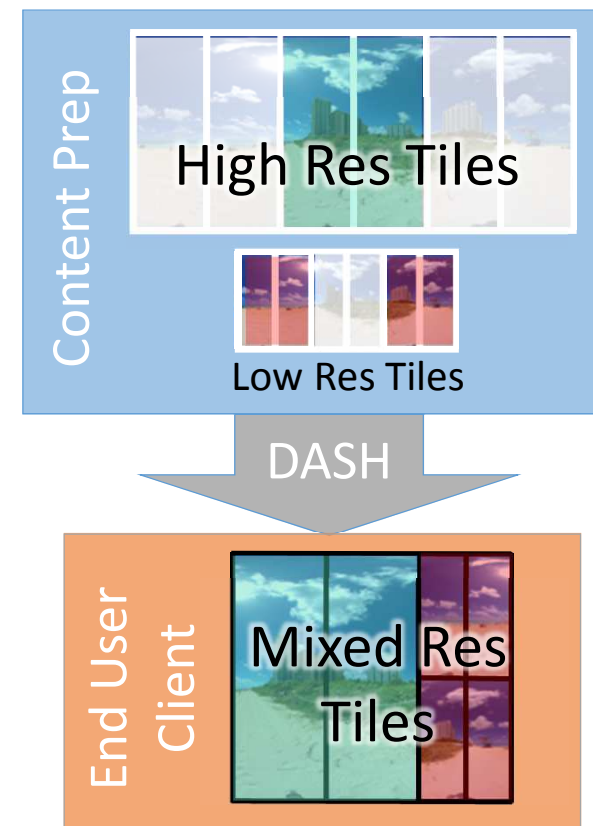 Content Prep
High Res Tiles
Low Res Tiles
DASH
End User
Client
Mixed Res
Tiles